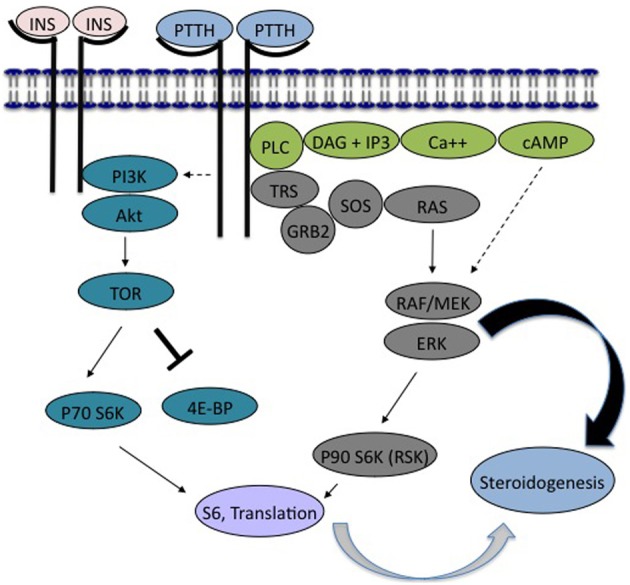 INS
INS
PTTH
PTTH
PLC
DAG + IP3
Ca++
cAMP
PI3K
TRS
SOS
RAS
Akt
GRB2
TOR
RAF/MEK
ERK
P70 S6K
4E-BP
P90 S6K (RSK)
Steroidogenesis
S6, Translation